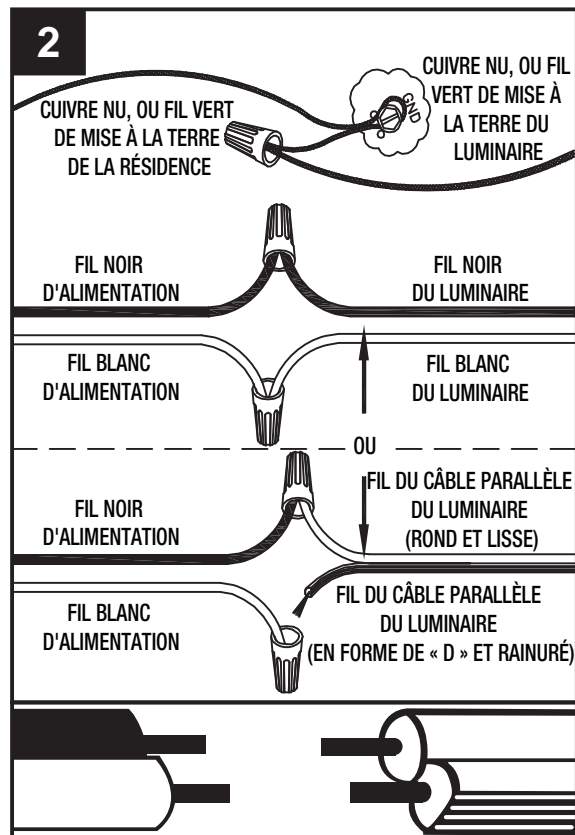 2
CUIVRE NU, OU FIL VERT
DE MISE À LA TERRE
DE LA RÉSIDENCE
CUIVRE NU, OU FIL
VERT DE MISE À
LA TERRE DU
LUMINAIRE
GND
FIL NOIR
D'ALIMENTATION
FIL NOIR
DU LUMINAIRE
FIL BLANC
D'ALIMENTATION
FIL BLANC
DU LUMINAIRE
OU
FIL NOIR
D'ALIMENTATION
FIL DU CÂBLE PARALLÈLE
DU LUMINAIRE
(ROND ET LISSE)
FIL BLANC
D'ALIMENTATION
FIL DU CÂBLE PARALLÈLE
DU LUMINAIRE
(EN FORME DE « D » ET RAINURÉ)